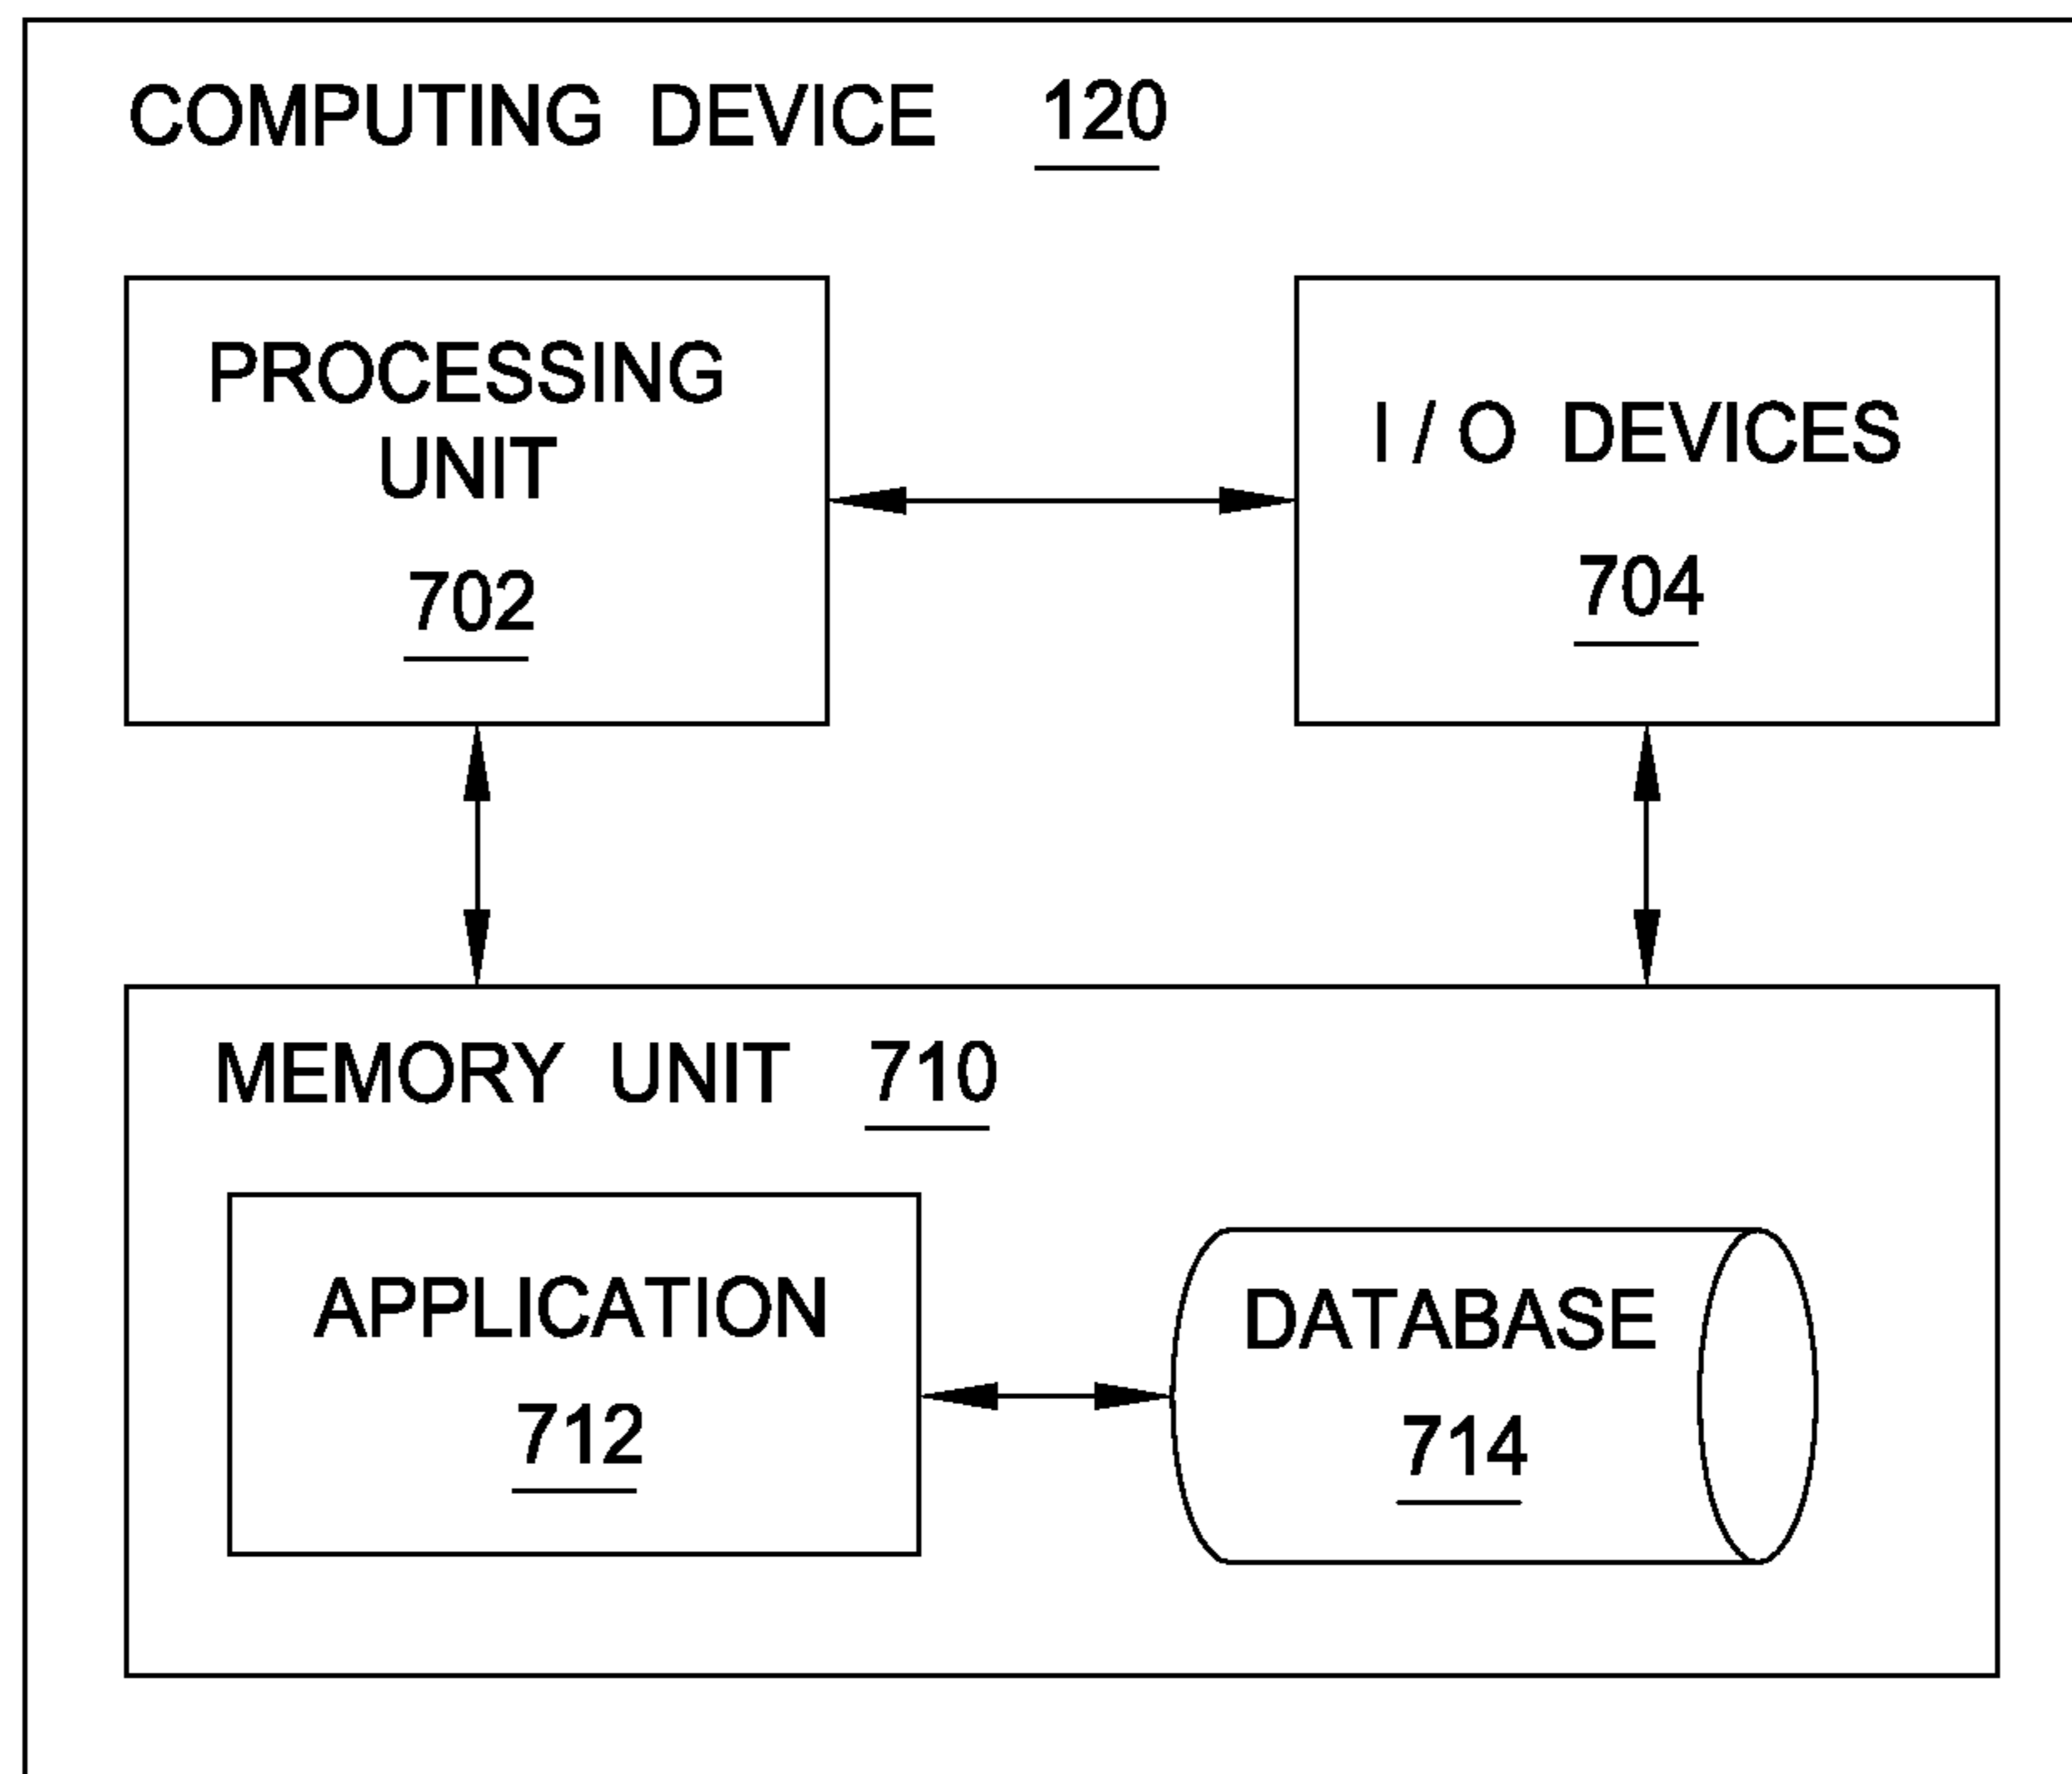 COMPUTING DEVICE 120
PROCESSING
UNIT
702
I / O DEVICES
704
MEMORY UNIT 710
APPLICATION
712
DATABASE
714